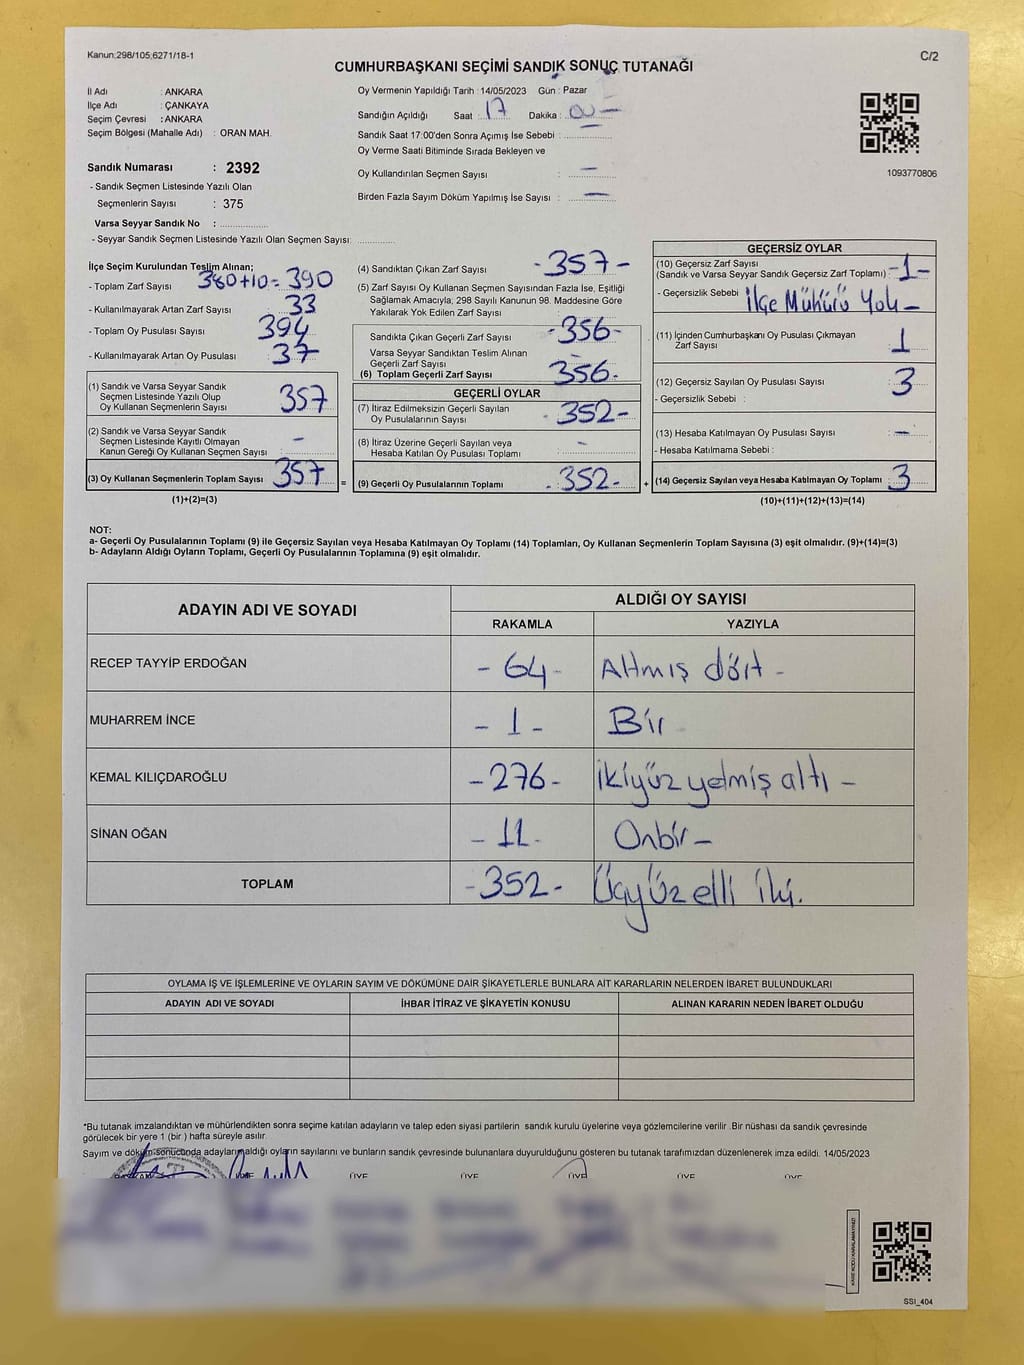 Kanun:298/105;6271/18-1
C/2
CUMHURBAŞKANI SEÇİMİ SANDIK SONUÇ TUTANAĞI
İl Adı : ANKARA
İlçe Adı : ÇANKAYA
Seçim Çevresi : ANKARA
Seçim Bölgesi (Mahalle Adı) : ORAN MAH.
Sandık Numarası : 2392
- Sandık Seçmen Listesinde Yazılı Olan
Seçmenlerin Sayısı : 375
Varsa Seyyar Sandık No :
- Seyyar Sandık Seçmen Listesinde Yazılı Olan Seçmen Sayısı:
Oy Vermenin Yapıldığı Tarih : 14/05/2023 Gün : Pazar
Sandığın Açıldığı Saat : 17 Dakika : 00 -
Sandık Saat 17:00'den Sonra Açımış İse Sebebi :
Oy Verme Saati Bitiminde Sırada Bekleyen ve
Oy Kullandırılan Seçmen Sayısı : -
Birden Fazla Sayım Döküm Yapılmış İse Sayısı : -
1093770806
İlçe Seçim Kurulundan Teslim Alınan;
- Toplam Zarf Sayısı 380+10= 390
- Kullanılmayarak Artan Zarf Sayısı 33
- Toplam Oy Pusulası Sayısı 394
- Kullanılmayarak Artan Oy Pusulası 37
(1) Sandık ve Varsa Seyyar Sandık
Seçmen Listesinde Yazılı Olup
Oy Kullanan Seçmenlerin Sayısı 357
(2) Sandık ve Varsa Seyyar Sandık
Seçmen Listesinde Kayıtlı Olmayan
Kanun Gereği Oy Kullanan Seçmen Sayısı : -
(3) Oy Kullanan Seçmenlerin Toplam Sayısı 357 =
(1)+(2)=(3)
(4) Sandıktan Çıkan Zarf Sayısı - 357 -
(5) Zarf Sayısı Oy Kullanan Seçmen Sayısından Fazla İse, Eşitliği
Sağlamak Amacıyla, 298 Sayılı Kanunun 98. Maddesine Göre
Yakılarak Yok Edilen Zarf Sayısı :
Sandıkta Çıkan Geçerli Zarf Sayısı - 356 -
Varsa Seyyar Sandıktan Teslim Alınan
Geçerli Zarf Sayısı : -
(6) Toplam Geçerli Zarf Sayısı 356 -
GEÇERLİ OYLAR
(7) İtiraz Edilmeksizin Geçerli Sayılan
Oy Pusulalarının Sayısı - 352 -
(8) İtiraz Üzerine Geçerli Sayılan veya
Hesaba Katılan Oy Pusulası Toplamı : -
(9) Geçerli Oy Pusulalarının Toplamı - 352 - +
GEÇERSİZ OYLAR
(10) Geçersiz Zarf Sayısı
(Sandık ve Varsa Seyyar Sandık Geçersiz Zarf Toplamı) : -1-
- Geçersizlik Sebebi : İlçe Mühürü Yok -
(11) İçinden Cumhurbaşkanı Oy Pusulası Çıkmayan
Zarf Sayısı 1
(12) Geçersiz Sayılan Oy Pusulası Sayısı 3
- Geçersizlik Sebebi :
(13) Hesaba Katılmayan Oy Pusulası Sayısı : -
- Hesaba Katılmama Sebebi :
(14) Geçersiz Sayılan veya Hesaba Katılmayan Oy Toplamı 3
(10)+(11)+(12)+(13)=(14)
NOT:
a- Geçerli Oy Pusulalarının Toplamı (9) ile Geçersiz Sayılan veya Hesaba Katılmayan Oy Toplamı (14) Toplamları, Oy Kullanan Seçmenlerin Toplam Sayısına (3) eşit olmalıdır. (9)+(14)=(3)
b- Adayların Aldığı Oyların Toplamı, Geçerli Oy Pusulalarının Toplamına (9) eşit olmalıdır.
ADAYIN ADI VE SOYADI ALDIĞI OY SAYISI
RAKAMLA YAZIYLA
RECEP TAYYİP ERDOĞAN - 64 - Altmış dört -
MUHARREM İNCE - 1 - Bir
KEMAL KILIÇDAROĞLU - 276 - İkiyüz yetmiş altı -
SİNAN OĞAN - 11 - Onbir -
TOPLAM - 352 - Üçyüz elli iki.
OYLAMA İŞ VE İŞLEMLERİNE VE OYLARIN SAYIM VE DÖKÜMÜNE DAİR ŞİKAYETLERLE BUNLARA AİT KARARLARIN NELERDEN İBARET BULUNDUKLARI
ADAYIN ADI VE SOYADI İHBAR İTİRAZ VE ŞİKAYETİN KONUSU ALINAN KARARIN NEDEN İBARET OLDUĞU
*Bu tutanak imzalandıktan ve mühürlendikten sonra seçime katılan adayların ve talep eden siyasi partilerin sandık kurulu üyelerine veya gözlemcilerine verilir .Bir nüshası da sandık çevresinde
görülecek bir yere 1 (bir ) hafta süreyle asılır.
Sayım ve döküm sonucunda adayların aldığı oyların sayılarını ve bunların sandık çevresinde bulunanlara duyurulduğunu gösteren bu tutanak tarafımızdan düzenlenerek imza edildi. 14/05/2023
ÜYE ÜYE ÜYE ÜYE ÜYE
KARE KODU KARALAMAYINIZ!
SSI_404